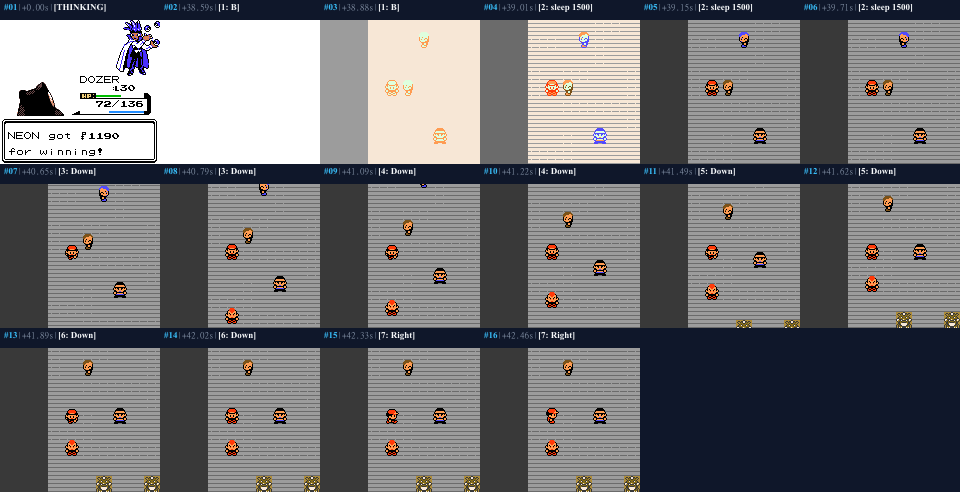 #01|+0.00s| [THINKING]
#02|+38.59s| [1: B]
#03|+38.88s| [1: B]
#04|+39.01s| [2: sleep 1500]
#05|+39.15s| [2: sleep 1500]
#06|+39.71s| [2: sleep 1500]
DOZER
:L30
HP:
72/136
NEON got ₽1190
for winning!
#07|+40.65s| [3: Down]
#08|+40.79s| [3: Down]
#09|+41.09s| [4: Down]
#10|+41.22s| [4: Down]
#11|+41.49s| [5: Down]
#12|+41.62s| [5: Down]
#13|+41.89s| [6: Down]
#14|+42.02s| [6: Down]
#15|+42.33s| [7: Right]
#16|+42.46s| [7: Right]